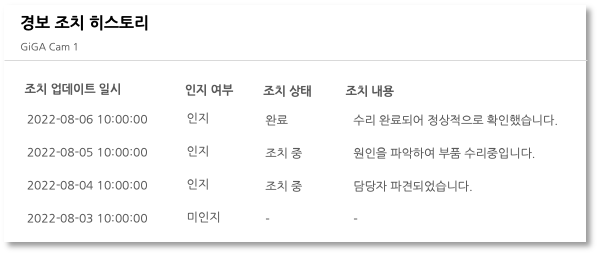 경보 조치 히스토리
GiGA Cam 1
조치 업데이트 일시 인지 여부 조치 상태 조치 내용
2022-08-06 10:00:00 인지 완료 수리 완료되어 정상적으로 확인했습니다.
2022-08-05 10:00:00 인지 조치 중 원인을 파악하여 부품 수리중입니다.
2022-08-04 10:00:00 인지 조치 중 담당자 파견되었습니다.
2022-08-03 10:00:00 미인지 - -